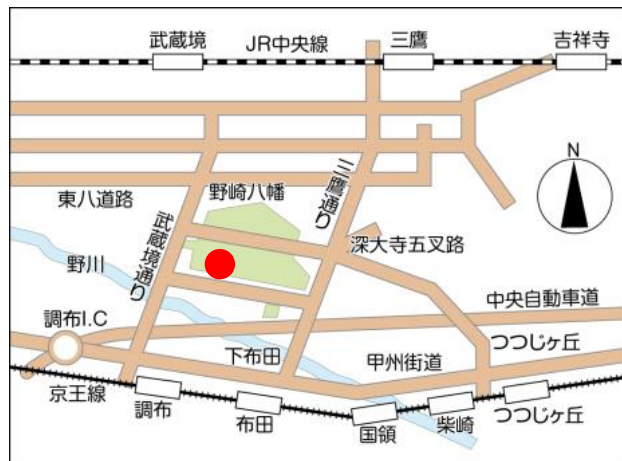 武蔵境
JR中央線
三鷹
吉祥寺
N
東八道路
野崎八幡
三鷹通り
武蔵境通り
深大寺五叉路
野川
中央自動車道
調布I.C
つつじヶ丘
下布田
甲州街道
京王線
調布
布田
国領
柴崎
つつじヶ丘